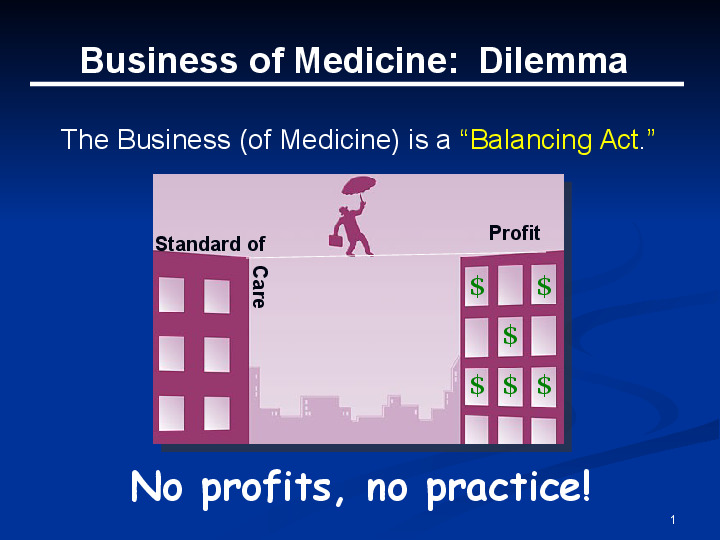 Business of Medicine:  Dilemma
The Business (of Medicine) is a “Balancing Act.”
Standard of
Care
Profit
$ $
$
$ $ $
No profits, no practice!
1